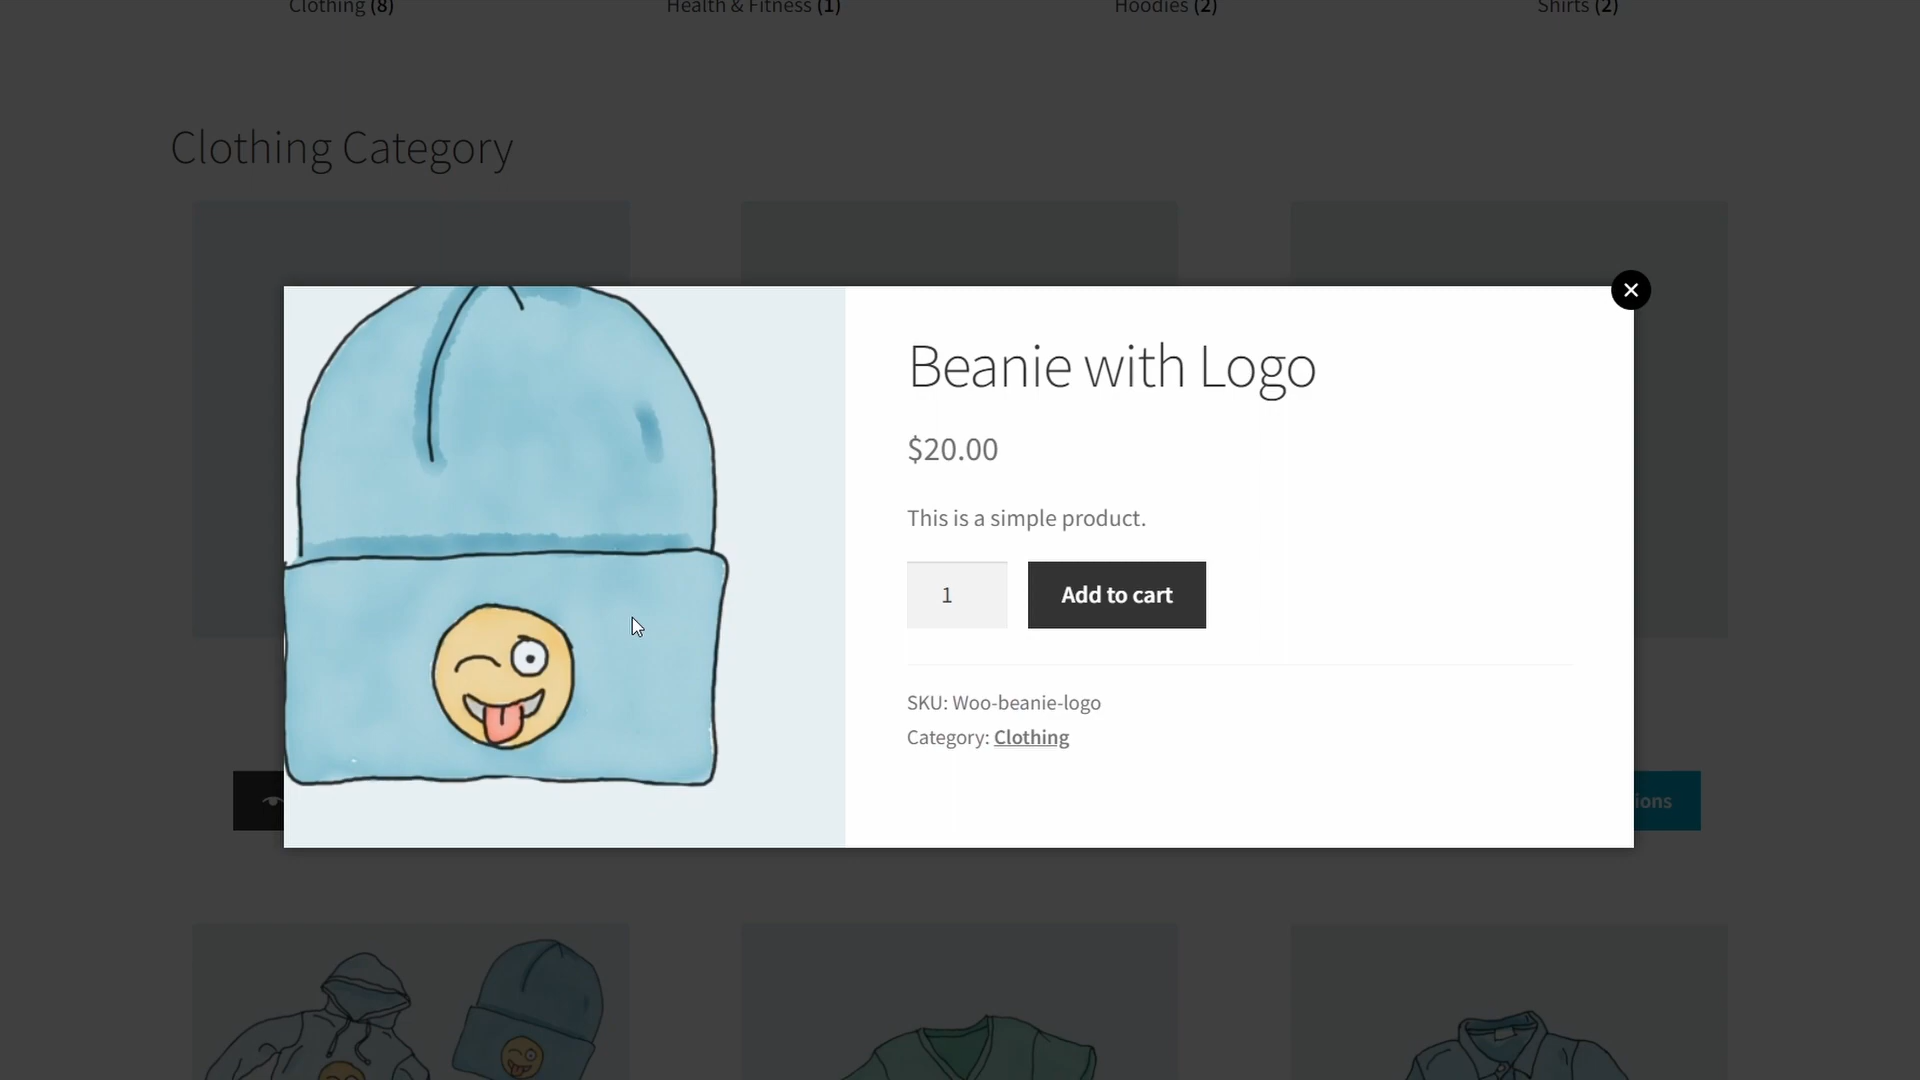 Clothing (8)
Health & Fitness (1)
Hoodies (2)
Shirts (2)
Clothing Category
Beanie with Logo
$20.00
This is a simple product.
1
Add to cart
SKU: Woo-beanie-logo
Category: Clothing